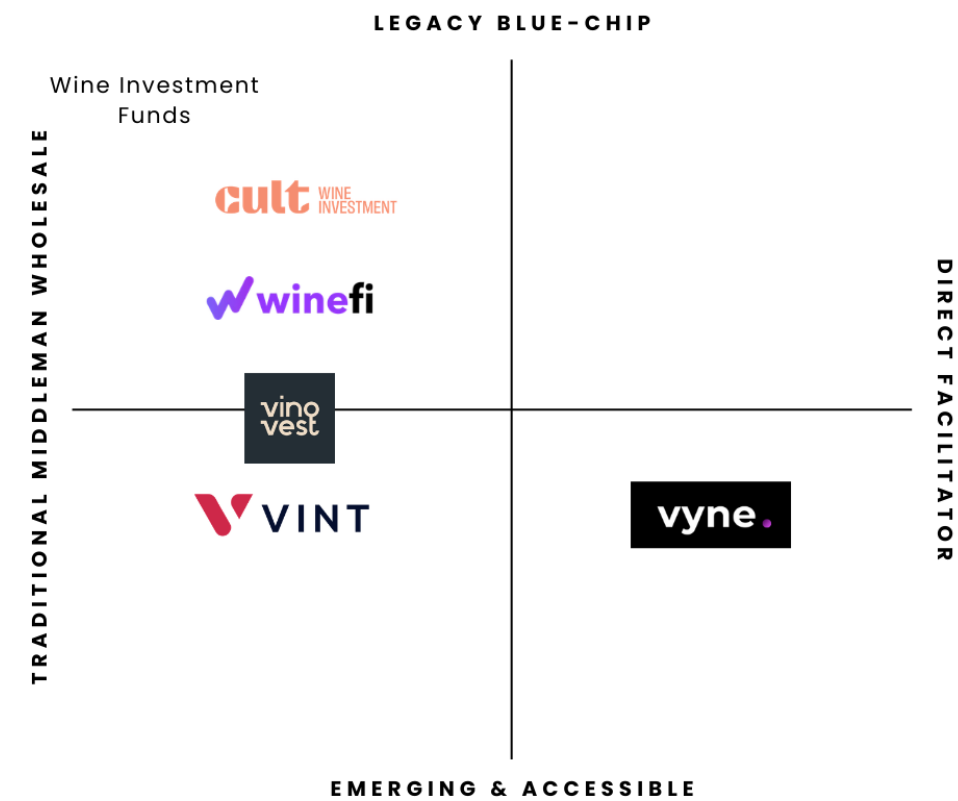 LEGACY BLUE-CHIP
Wine Investment
Funds
TRADITIONAL MIDDLEMAN WHOLESALE
cult WINE
INVESTMENT
winefi
DIRECT FACILITATOR
vino
vest
VINT
vyne.
EMERGING & ACCESSIBLE